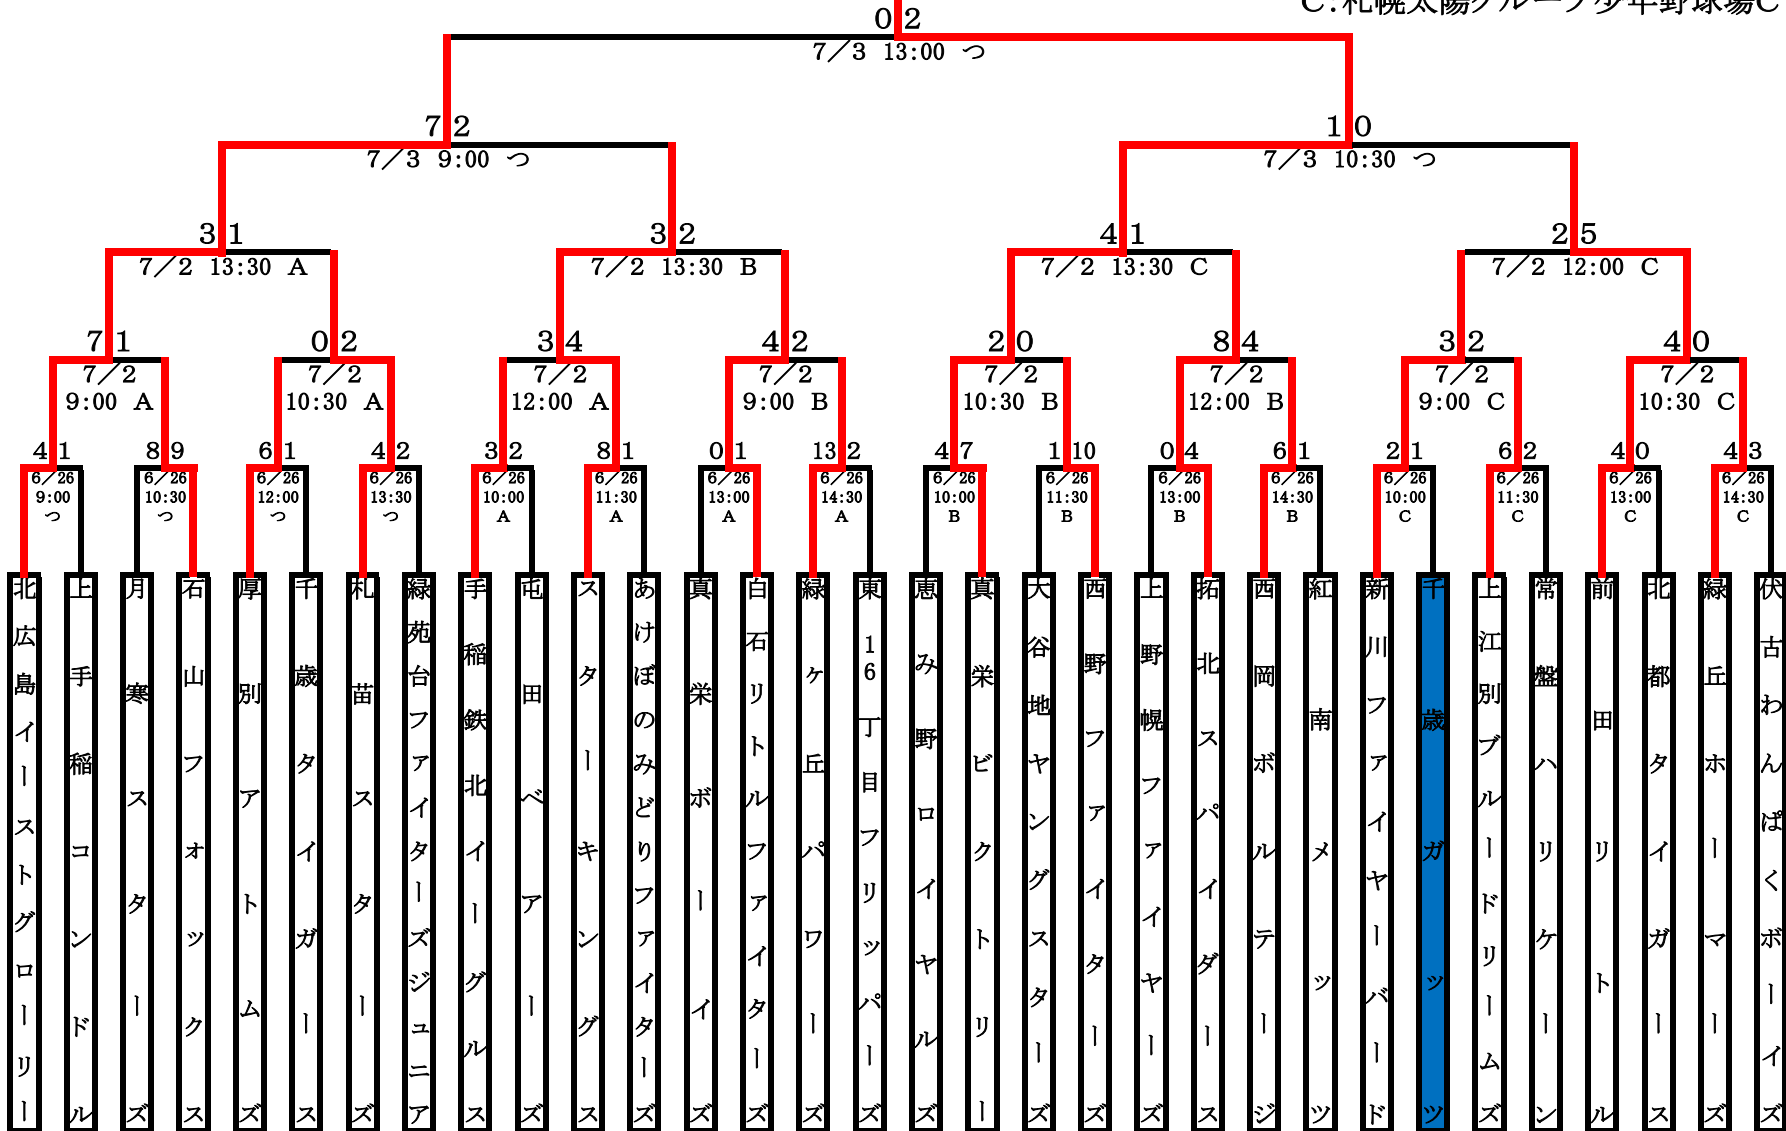 C:札幌太陽グループ少年野球場C
0 2
7／3 13:00 つ
7 2
7／3 9:00 つ
1 0
7／3 10:30 つ
3 1
7／2 13:30 A
3 2
7／2 13:30 B
4 1
7／2 13:30 C
2 5
7／2 12:00 C
7 1
7／2
9:00 A
0 2
7／2
10:30 A
3 4
7／2
12:00 A
4 2
7／2
9:00 B
2 0
7／2
10:30 B
8 4
7／2
12:00 B
3 2
7／2
9:00 C
4 0
7／2
10:30 C
4 1
6／26
9:00
つ
8 9
6／26
10:30
つ
6 1
6／26
12:00
つ
4 2
6／26
13:30
つ
3 2
6／26
10:00
A
8 1
6／26
11:30
A
0 1
6／26
13:00
A
13 2
6／26
14:30
A
4 7
6／26
10:00
B
1 10
6／26
11:30
B
0 4
6／26
13:00
B
6 1
6／26
14:30
B
2 1
6／26
10:00
C
6 2
6／26
11:30
C
4 0
6／26
13:00
C
4 3
6／26
14:30
C
北広島イーストグローリー
上手稲コンドル
月寒スターズ
石山フォックス
厚別アトムズ
千歳タイガース
札苗スターズ
緑苑台ファイターズジュニア
手稲鉄北イーグルス
屯田ベアーズ
スターキングス
あけぼのみどりファイターズ
真栄ボーイズ
白石リトルファイターズ
緑ヶ丘パワーズ
東16丁目フリッパーズ
恵み野ロイヤルズ
真栄ビクトリー
大谷地ヤングスターズ
西野ファイターズ
上野幌ファイヤーズ
拓北スパイダース
西岡ボルテージ
紅南メッツ
新川ファイヤーバード
千歳ガッツ
上江別ブルードリームズ
常盤ハリケーン
前田リトル
北都タイガース
緑丘ホーマーズ
伏古わんぱくボーイズ